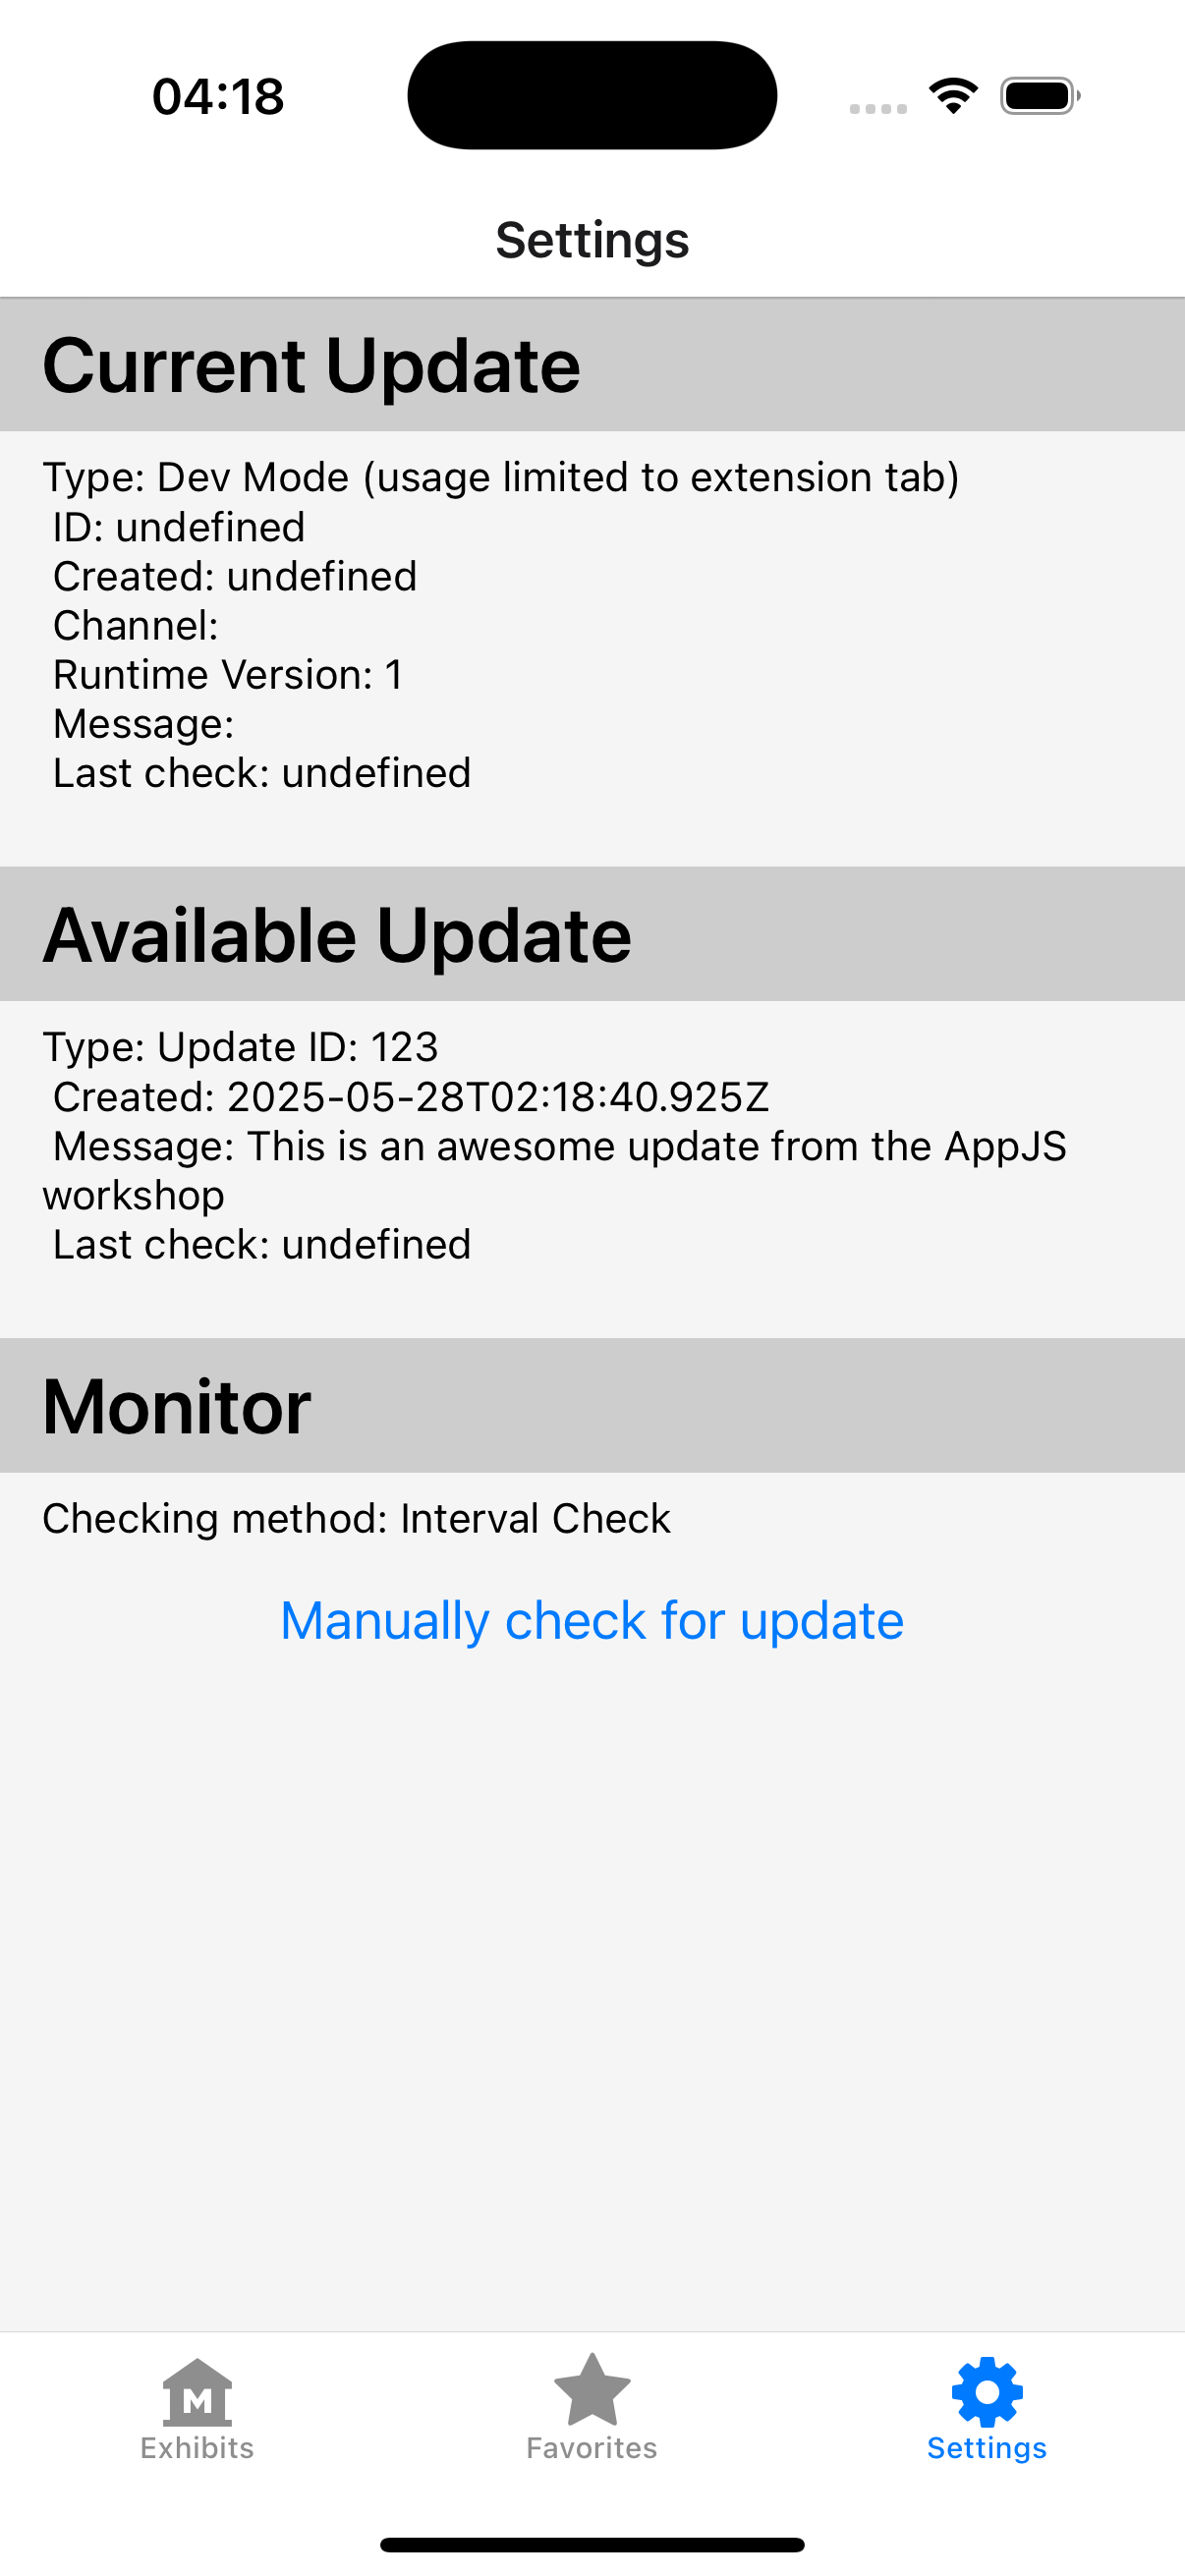 04:18
Settings
Current Update
Type: Dev Mode (usage limited to extension tab)
ID: undefined
Created: undefined
Channel:
Runtime Version: 1
Message:
Last check: undefined
Available Update
Type: Update ID: 123
Created: 2025-05-28T02:18:40.925Z
Message: This is an awesome update from the AppJS
workshop
Last check: undefined
Monitor
Checking method: Interval Check
Manually check for update
M
Exhibits
Favorites
Settings